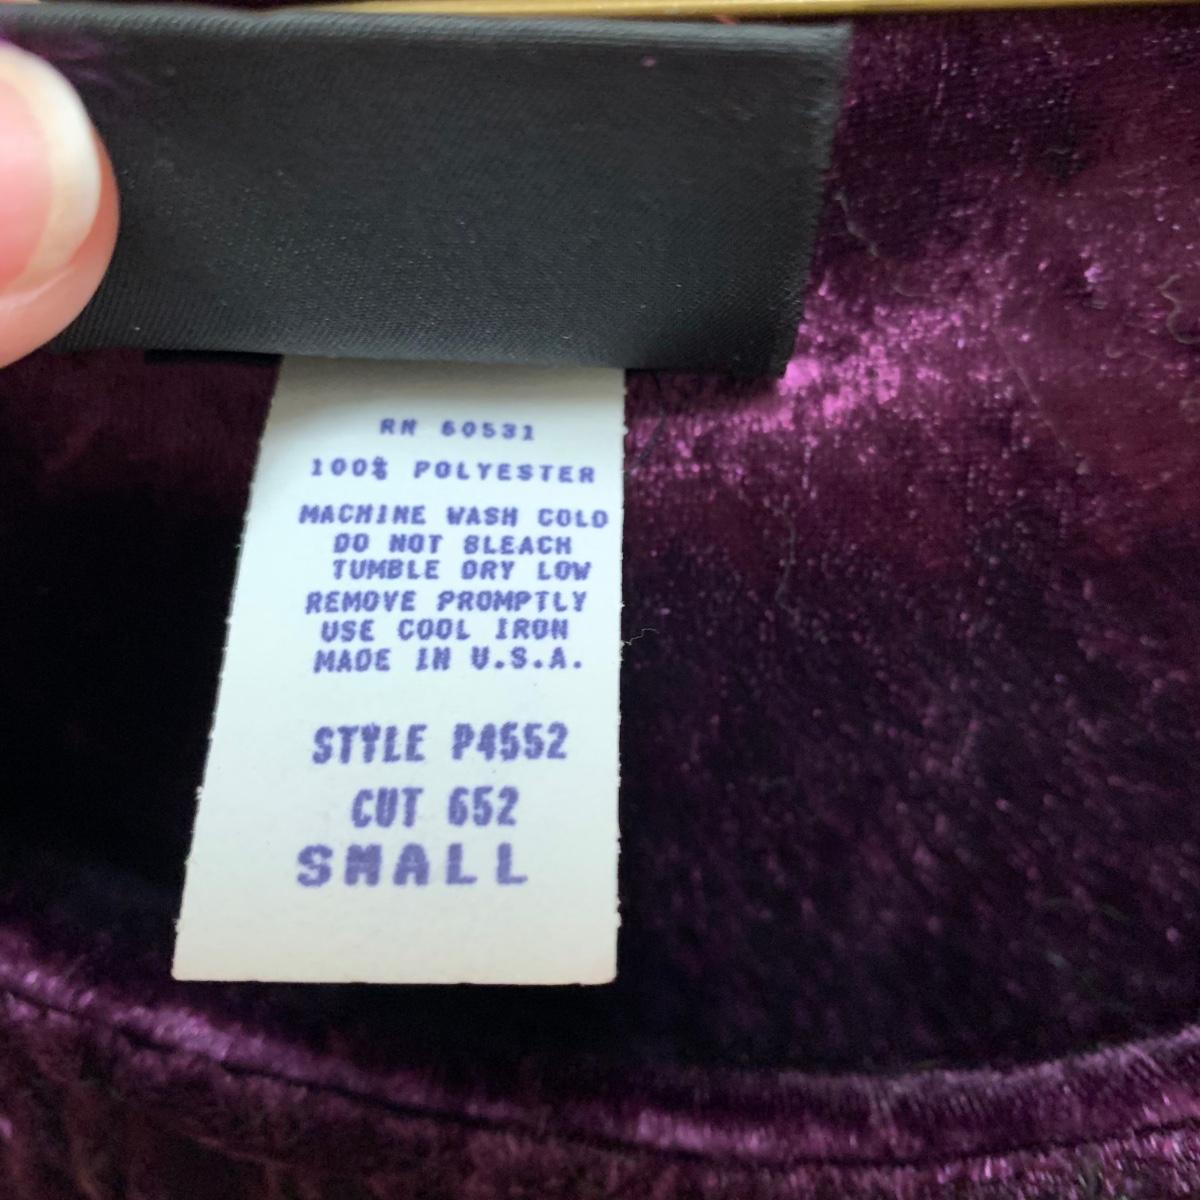 RN 60531
100% POLYESTER
MACHINE WASH COLD
DO NOT BLEACH
TUMBLE DRY LOW
REMOVE PROMPTLY
USE COOL IRON
MADE IN U.S.A.
STYLE P4552
CUT 652
SMALL